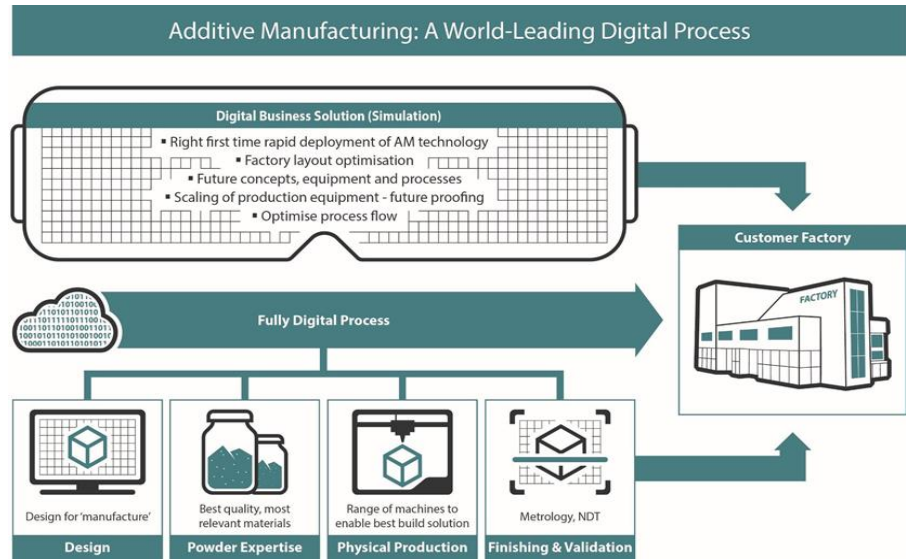 Additive Manufacturing: A World-Leading Digital Process
Digital Business Solution (Simulation)
▪ Right first time rapid deployment of AM technology
▪ Factory layout optimisation
▪ Future concepts, equipment and processes
▪ Scaling of production equipment - future proofing
▪ Optimise process flow
Customer Factory
FACTORY
Fully Digital Process
Design for ‘manufacture’
Design
Best quality, most
relevant materials
Powder Expertise
Range of machines to
enable best build solution
Physical Production
Metrology, NDT
Finishing & Validation